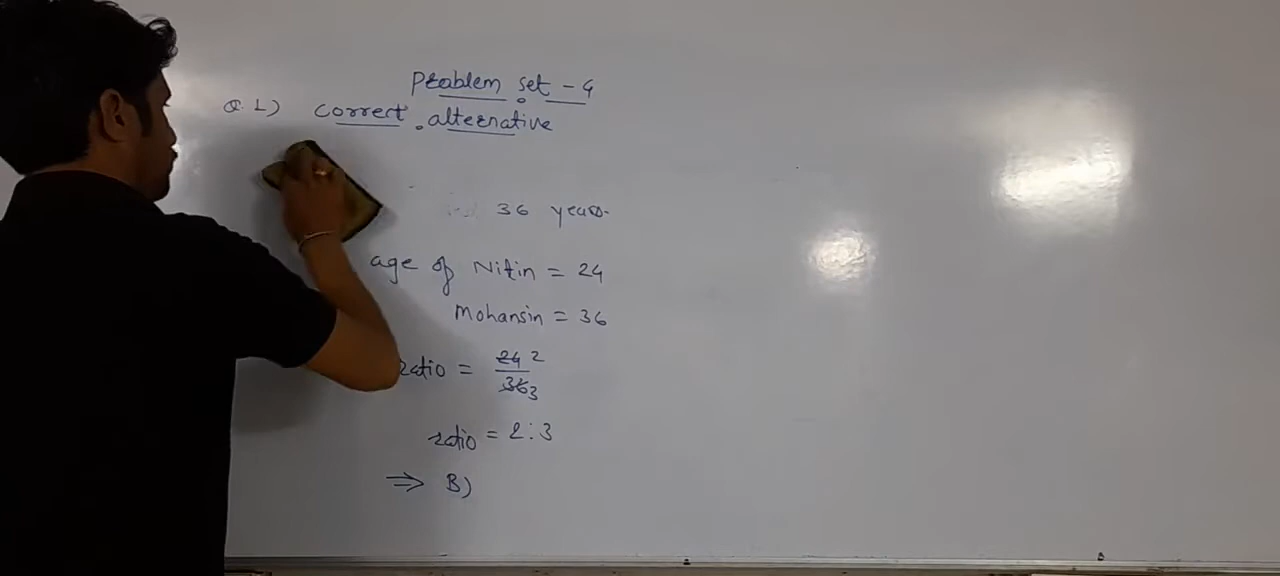 Problem set - 4
Q. 1) correct alternative
36 years.
age of Nitin = 24
Mohansin = 36
ratio = 24 2
36 3
ratio = 2:3
⇒ B)